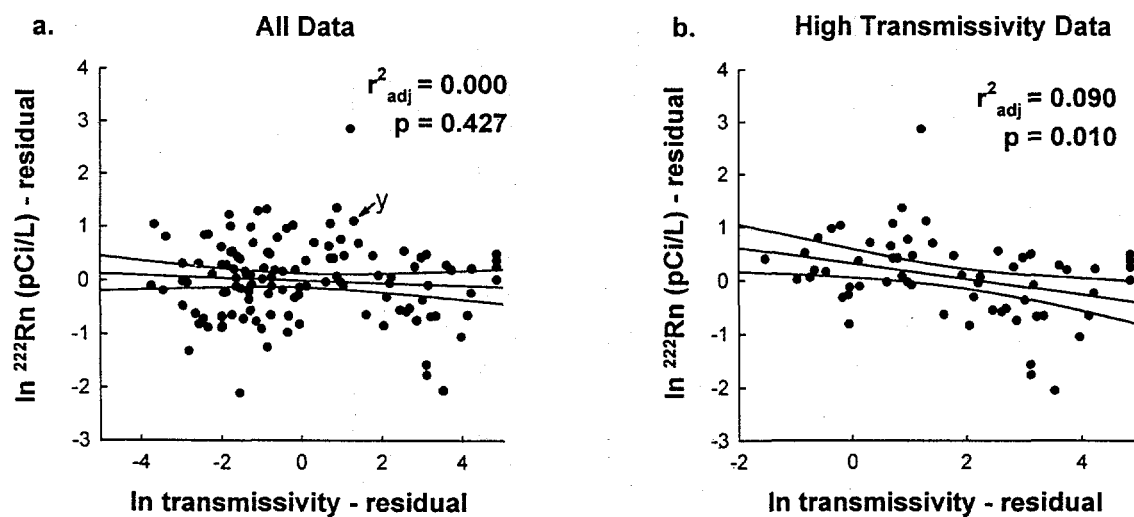 a. All Data
r²adj = 0.000
p = 0.427
y
4
3
2
1
0
-1
-2
-3
-4 -2 0 2 4
ln ²²²Rn (pCi/L) - residual
ln transmissivity - residual
b. High Transmissivity Data
r²adj = 0.090
p = 0.010
4
3
2
1
0
-1
-2
-3
-2 0 2 4
ln ²²²Rn (pCi/L) - residual
ln transmissivity - residual